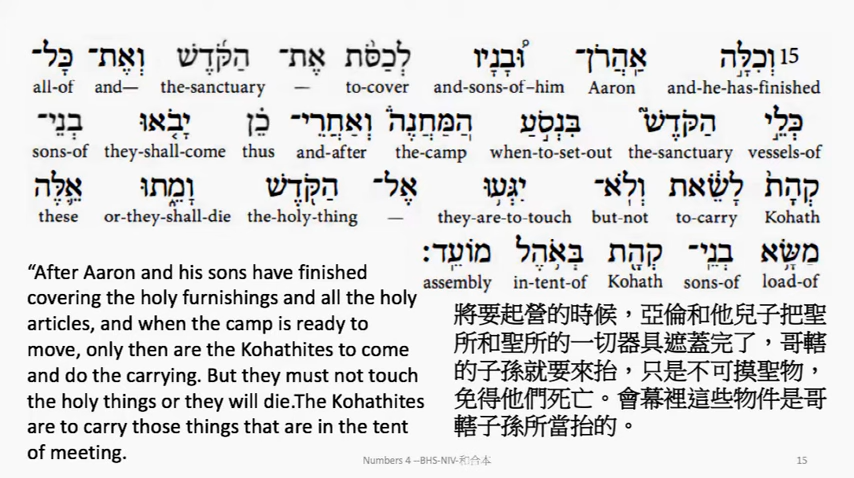 15 וְכִלָּ֣ה אַֽהֲרֹן־ וּ֠בָנָיו לְכַסֹּ֨ת אֶת־ הַקֹּ֜דֶשׁ וְאֶת־ כָּל־
and-he-has-finished Aaron and-sons-of–him to-cover — the-sanctuary and— all-of
כְּלֵ֣י הַקֹּדֶשׁ֮ בִּנְסֹ֣עַ הַֽמַּחֲנֶה֒ וְאַחֲרֵי־ כֵ֗ן יָבֹ֤אוּ בְנֵי־
vessels-of the-sanctuary when-to-set-out the-camp and-after thus they-shall-come sons-of
קְהָת֙ לָשֵׂ֔את וְלֹֽא־ יִגְּע֥וּ אֶל־ הַקֹּ֖דֶשׁ וָמֵ֑תוּ אֵ֛לֶּה
Kohath to-carry but-not they-are-to-touch — the-holy-thing or-they-shall-die these
מַשָּׂ֥א בְנֵֽי־ קְהָ֖ת בְּאֹ֥הֶל מוֹעֵֽד׃
load-of sons-of Kohath in-tent-of assembly
“After Aaron and his sons have finished
covering the holy furnishings and all the holy
articles, and when the camp is ready to
move, only then are the Kohathites to come
and do the carrying. But they must not touch
the holy things or they will die.The Kohathites
are to carry those things that are in the tent
of meeting.
將要起營的時候，亞倫和他兒子把聖
所和聖所的一切器具遮蓋完了，哥轄
的子孫就要來抬，只是不可摸聖物，
免得他們死亡。會幕裡這些物件是哥
轄子孫所當抬的。
Numbers 4 --BHS-NIV-和合本
15